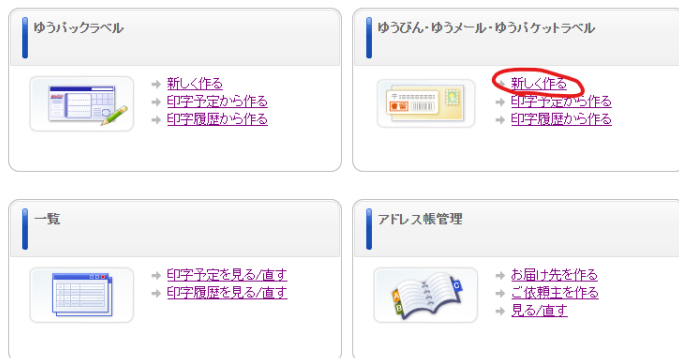 ゆうパックラベル
新しく作る
印字予定から作る
印字履歴から作る
ゆうびん・ゆうメール・ゆうパケットラベル
新しく作る
印字予定から作る
印字履歴から作る
一覧
印字予定を見る/直す
印字履歴を見る/直す
アドレス帳管理
お届け先を作る
ご依頼主を作る
見る/直す